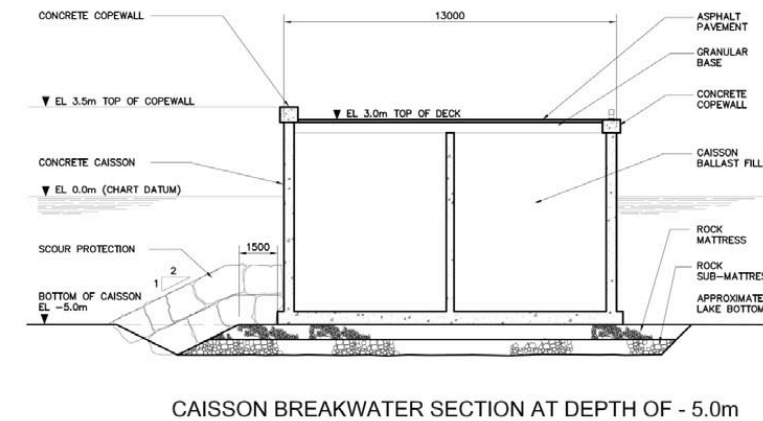 CONCRETE COPEWALL
13000
ASPHALT
PAVEMENT
GRANULAR
BASE
EL 3.5m TOP OF COPEWALL
EL 3.0m TOP OF DECK
CONCRETE
COPEWALL
CONCRETE CAISSON
CAISSON
BALLAST FILL
EL 0.0m (CHART DATUM)
SCOUR PROTECTION
1500
ROCK
MATTRESS
2
1
ROCK
SUB-MATTRES
BOTTOM OF CAISSON
EL -5.0m
APPROXIMATE
LAKE BOTTOM
CAISSON BREAKWATER SECTION AT DEPTH OF - 5.0m